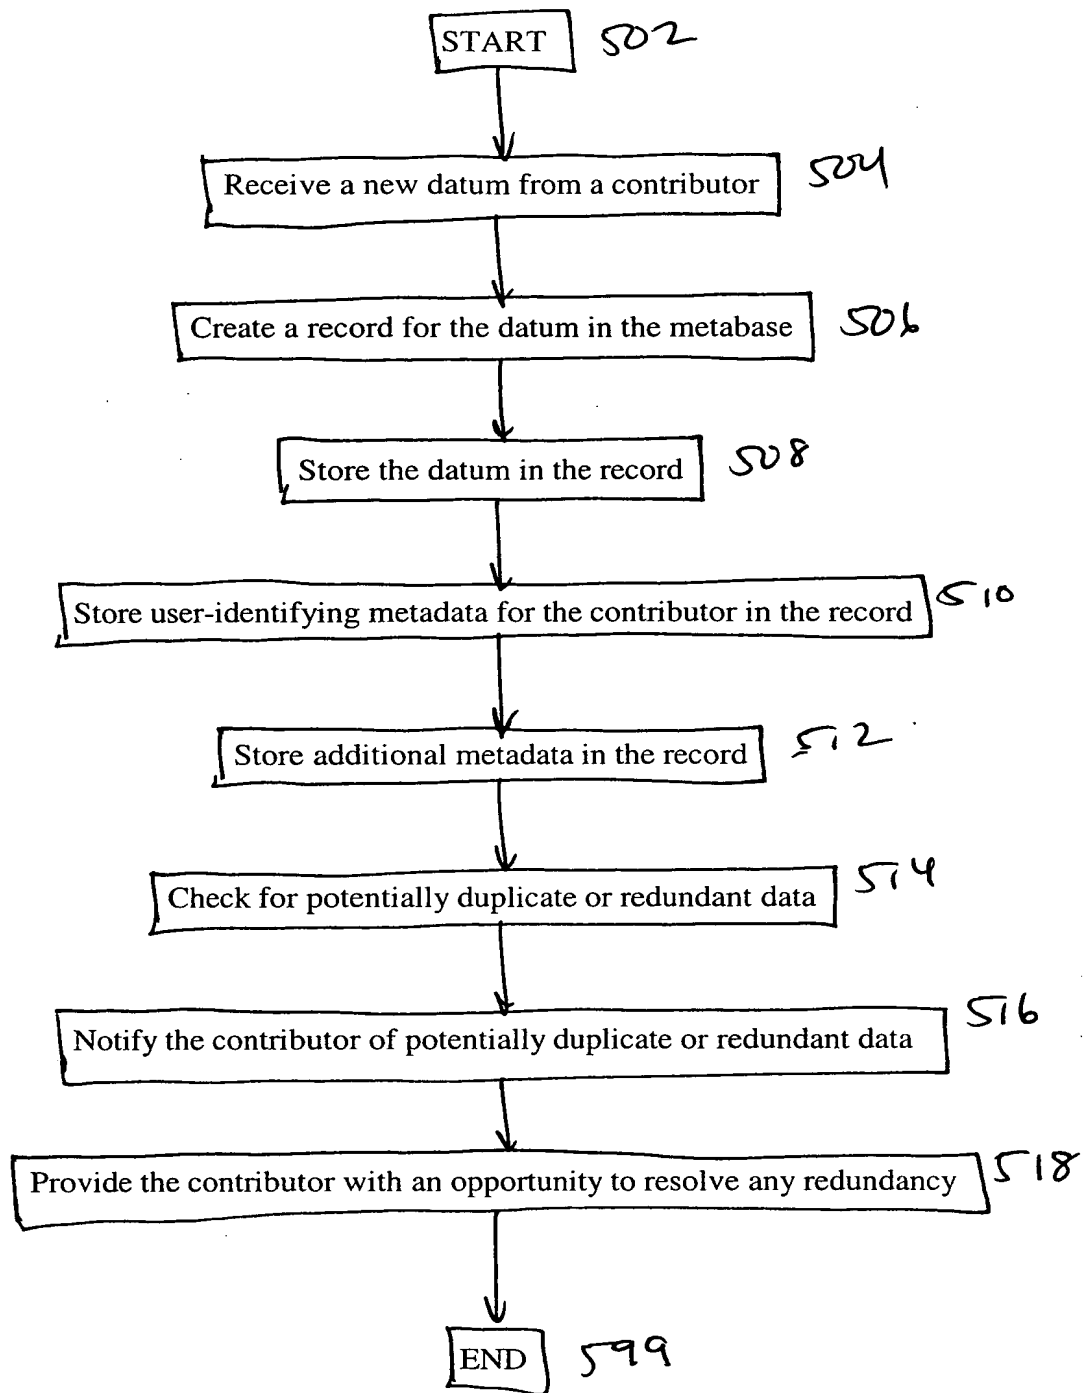 START 502
Receive a new datum from a contributor 504
Create a record for the datum in the metabase 506
Store the datum in the record 508
Store user-identifying metadata for the contributor in the record 510
Store additional metadata in the record 512
Check for potentially duplicate or redundant data 514
Notify the contributor of potentially duplicate or redundant data 516
Provide the contributor with an opportunity to resolve any redundancy 518
END 599